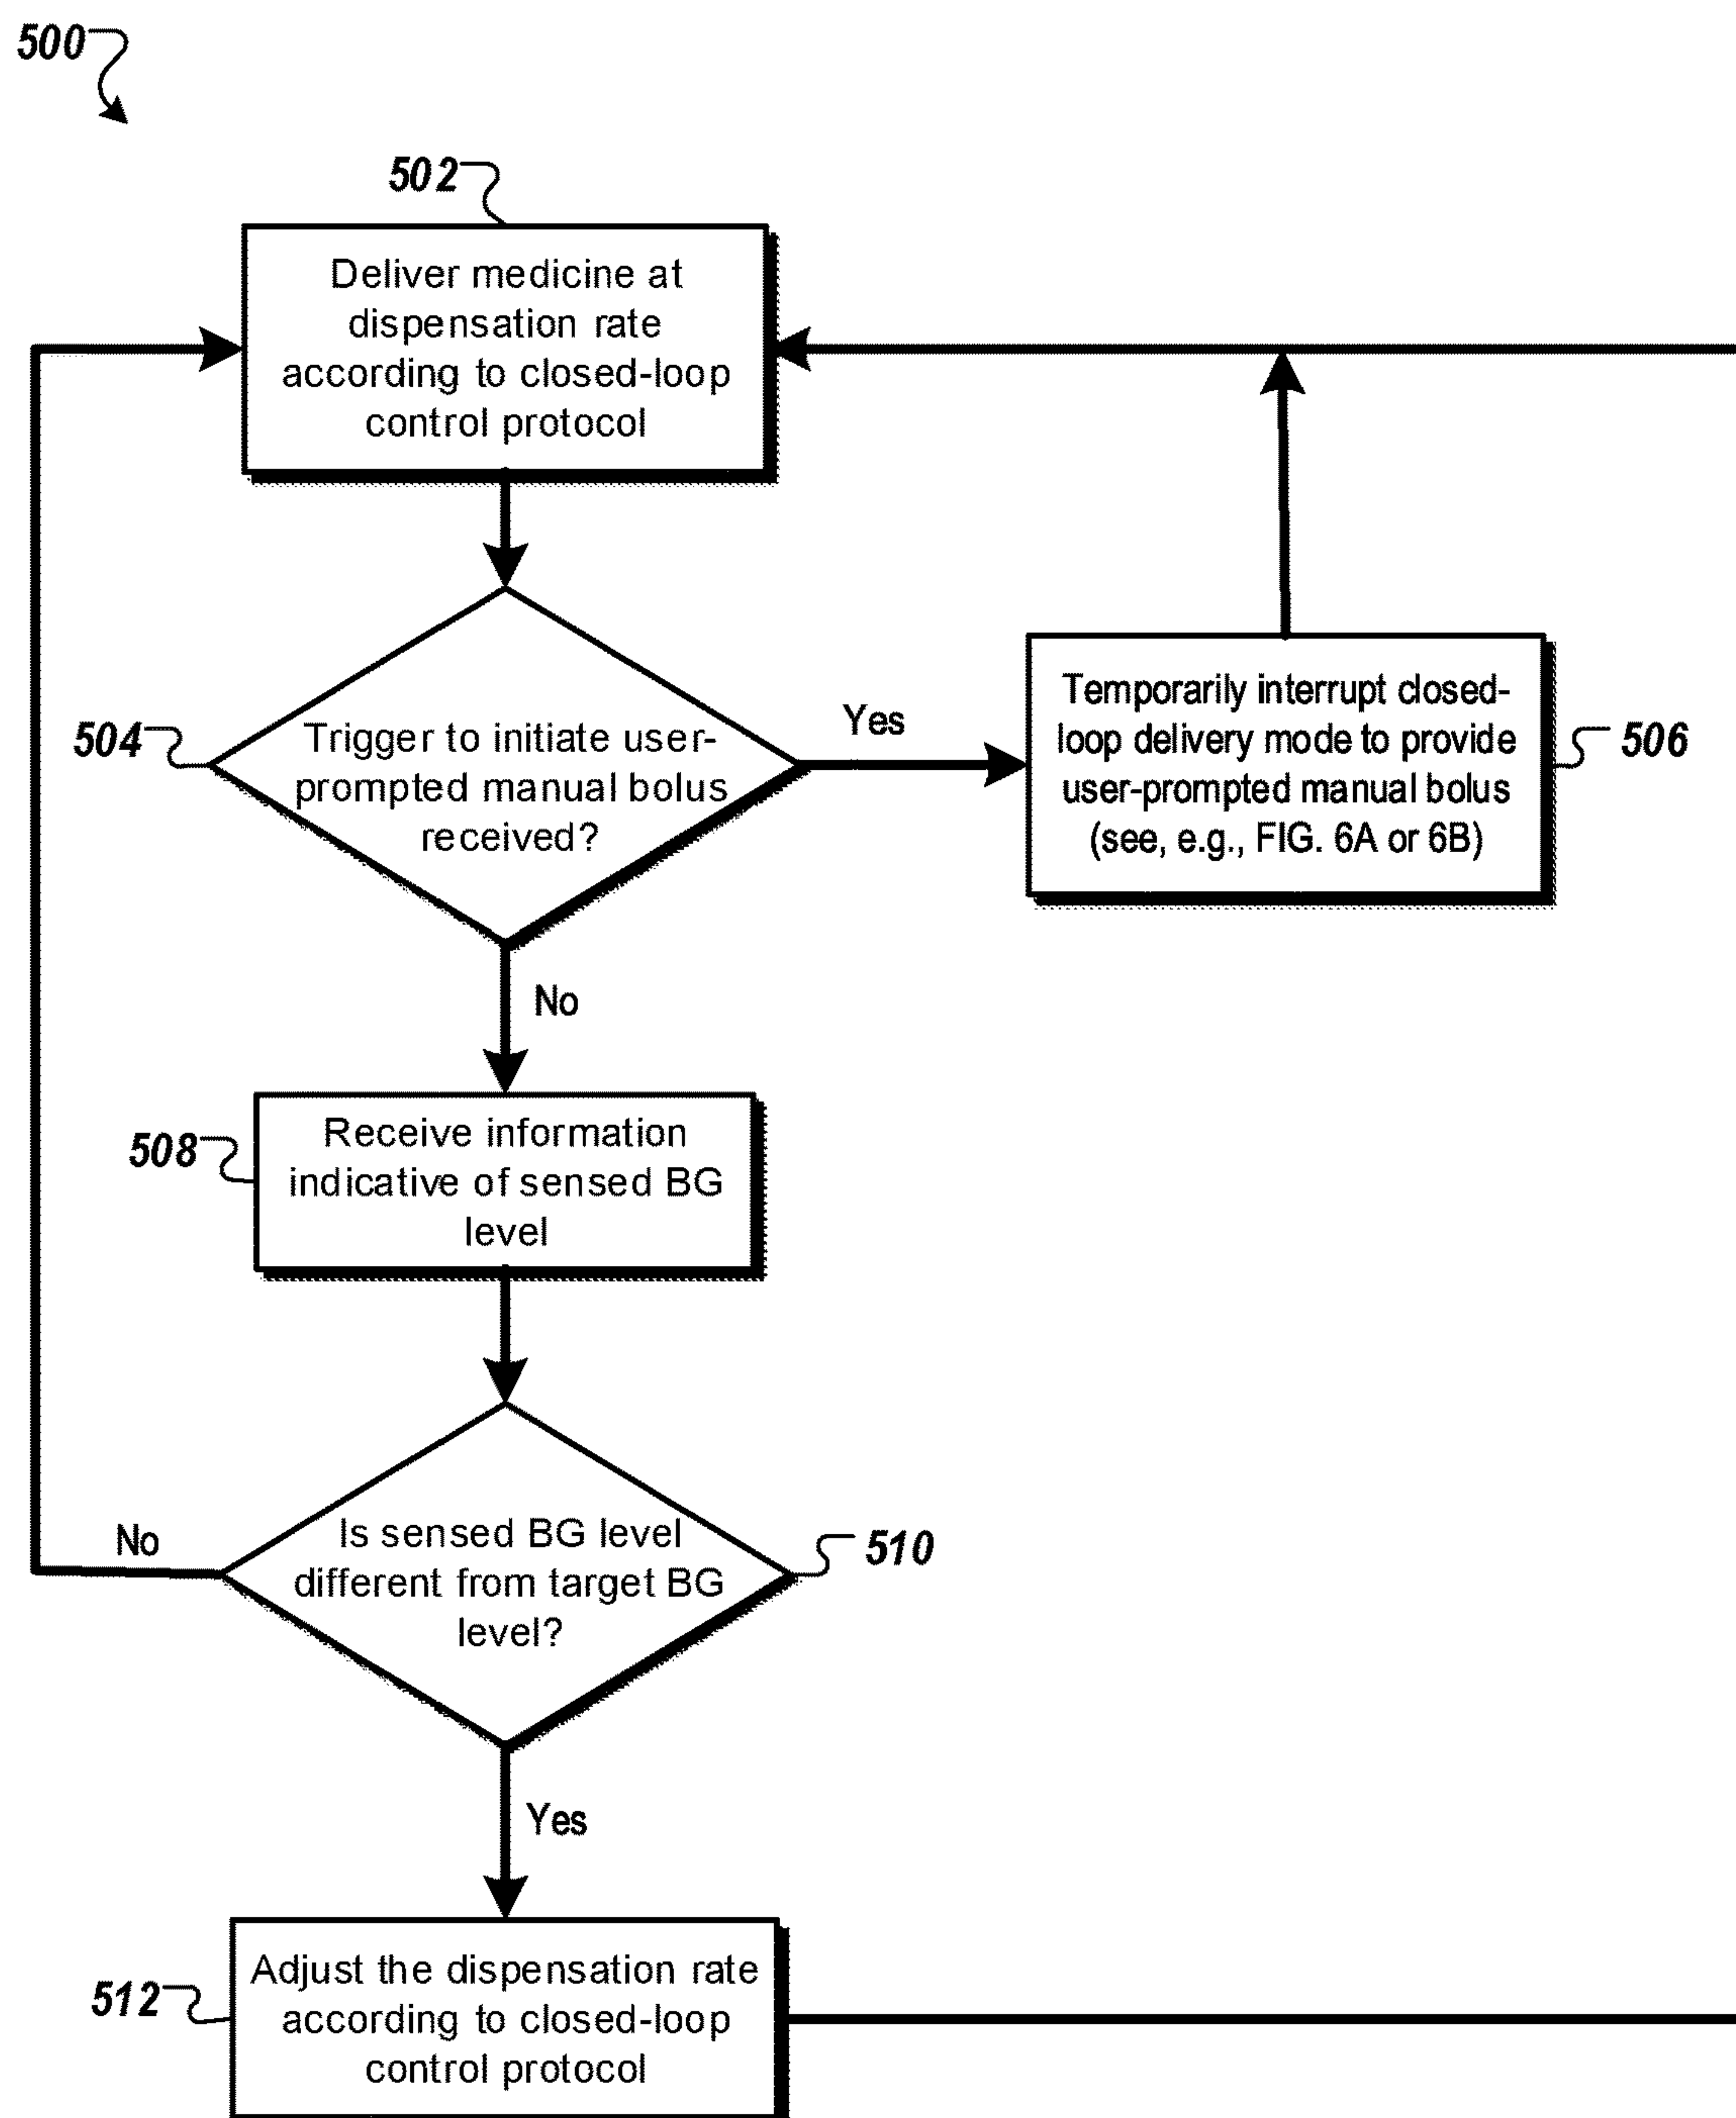 500
502
Deliver medicine at
dispensation rate
according to closed-loop
control protocol
504
Trigger to initiate user-
prompted manual bolus
received?
Yes
Temporarily interrupt closed-
loop delivery mode to provide
user-prompted manual bolus
(see, e.g., FIG. 6A or 6B)
506
No
508
Receive information
indicative of sensed BG
level
No
Is sensed BG level
different from target BG
level?
510
Yes
512
Adjust the dispensation rate
according to closed-loop
control protocol